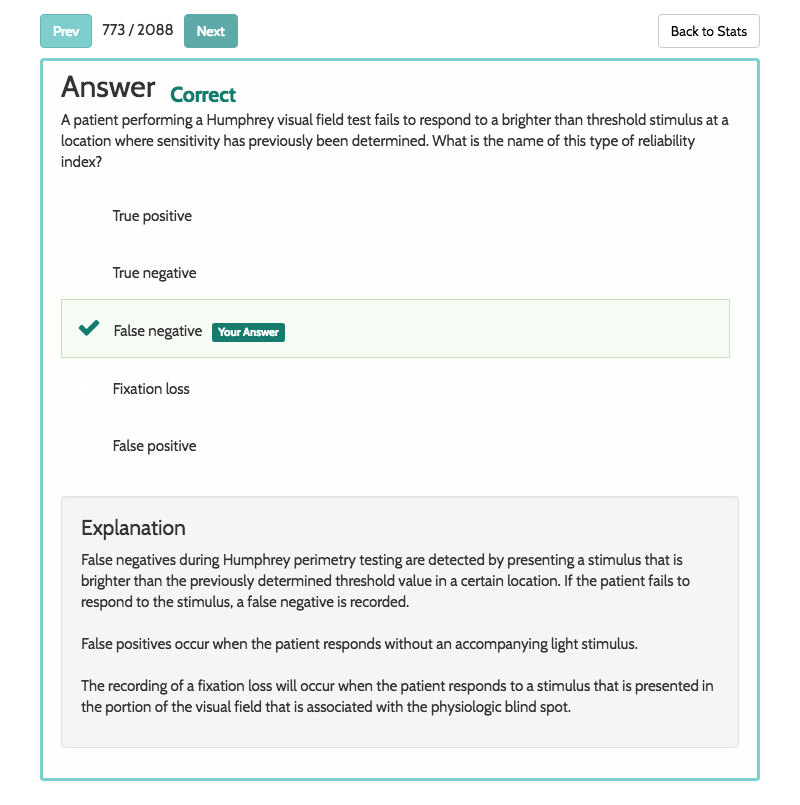 Prev 773 / 2088 Next Back to Stats
Answer Correct
A patient performing a Humphrey visual field test fails to respond to a brighter than threshold stimulus at a
location where sensitivity has previously been determined. What is the name of this type of reliability
index?
True positive
True negative
False negative Your Answer
Fixation loss
False positive
Explanation
False negatives during Humphrey perimetry testing are detected by presenting a stimulus that is
brighter than the previously determined threshold value in a certain location. If the patient fails to
respond to the stimulus, a false negative is recorded.
False positives occur when the patient responds without an accompanying light stimulus.
The recording of a fixation loss will occur when the patient responds to a stimulus that is presented in
the portion of the visual field that is associated with the physiologic blind spot.